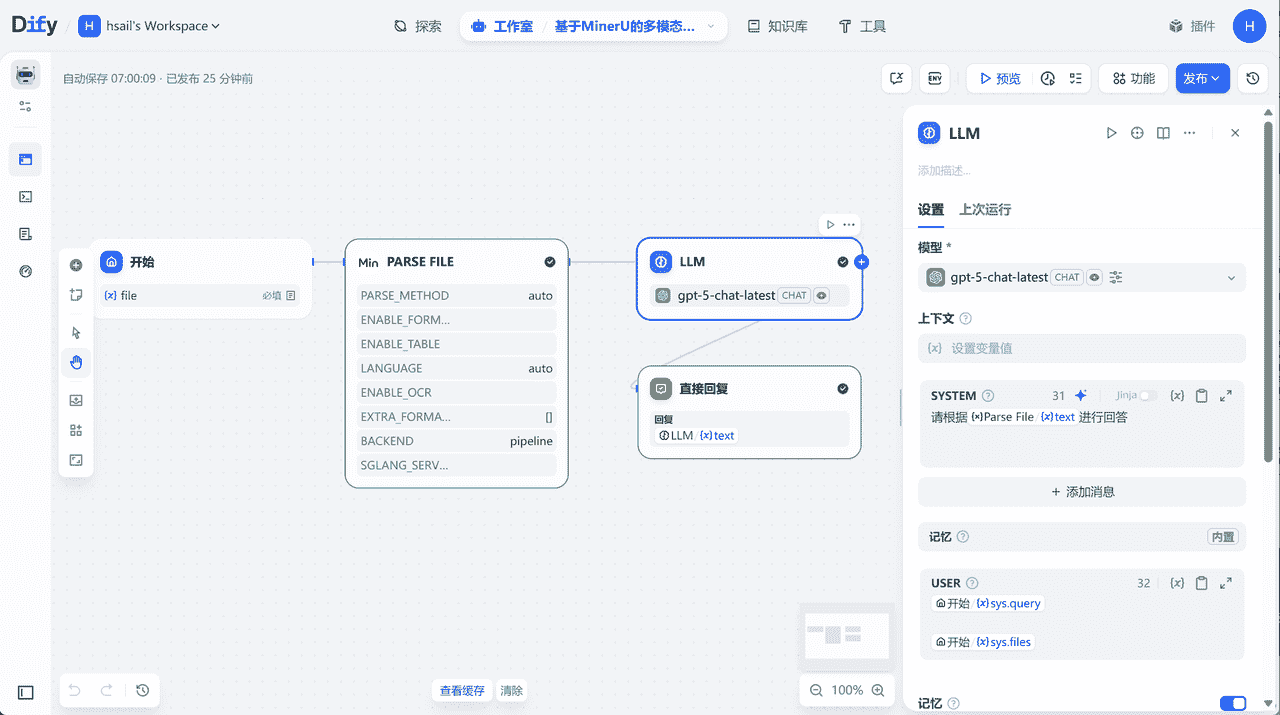 Dify
H hsail's Workspace
探索
工作室
基于MinerU的多模态...
知识库
工具
插件
H
自动保存 07:00:09 · 已发布 25 分钟前
ENV
预览
功能
发布
开始
{x} file
必填
Min PARSE FILE
PARSE_METHOD auto
ENABLE_FORM...
ENABLE_TABLE
LANGUAGE auto
ENABLE_OCR
EXTRA_FORMA... []
BACKEND pipeline
SGLANG_SERV...
LLM
gpt-5-chat-latest CHAT
直接回复
回复
LLM {x}text
查看缓存 清除
100%
LLM
添加描述...
设置 上次运行
模型 *
gpt-5-chat-latest CHAT
上下文
{x} 设置变量值
SYSTEM 31 Jinja {x}
请根据 {x}Parse File {x}text 进行回答
+ 添加消息
记忆 内置
USER 32 {x}
开始 {x}sys.query
开始 {x}sys.files
记忆